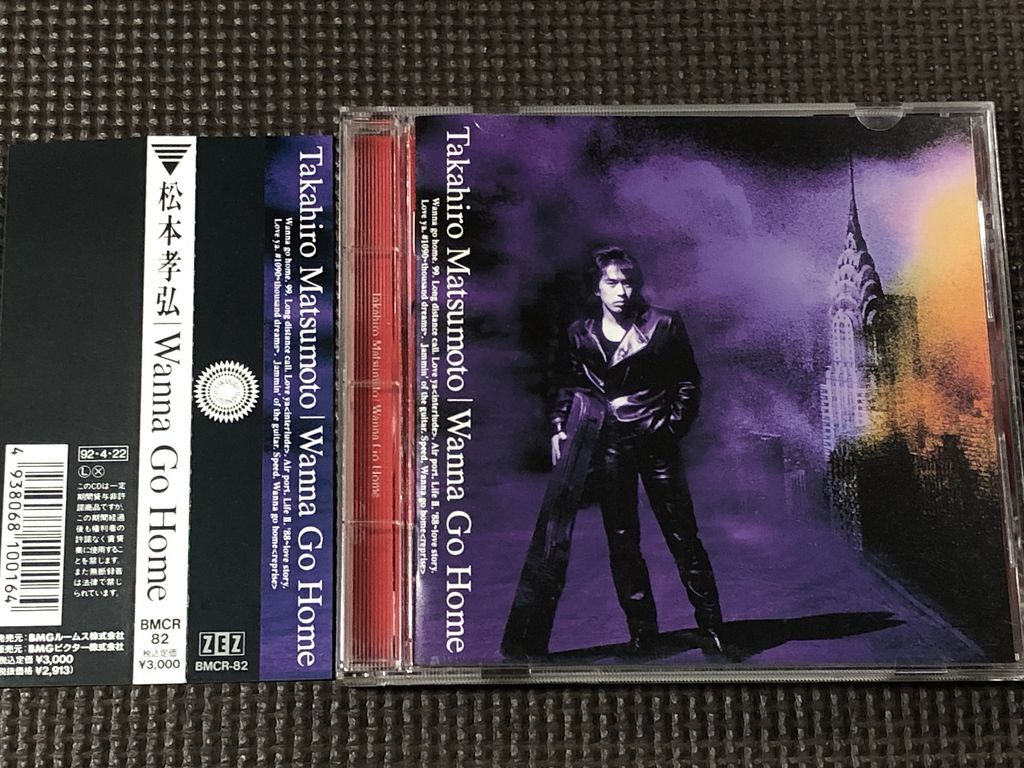 松本孝弘|Wanna Go Home
BMCR
82
税込定価
¥3,000
92・4・22
このCDは一定
期間貸与非許
諾商品ですが、
この期間経過
後も権利者の
許諾なく賃貸
業に使用するこ
とを禁じます。
また無断録音
は法律で禁じ
られています。
4 938068 100164
発売元:BMGルームス株式会社
販売元:BMGビクター株式会社
税込定価 ¥3,000
税抜価格 ¥2,913)
ZEZ
BMCR-82
Takahiro Matsumoto|Wanna Go Home
Wanna go home. 99. Long distance call. Love ya<interlude>. Air port. Life II. '88~love story.
Love ya. #1090~thousand dreams~. Jammin' of the guitar. Speed. Wanna go home<reprise>
Takahiro Matsumoto|Wanna Go Home
Takahiro Matsumoto|Wanna Go Home
Wanna go home. 99. Long distance call. Love ya<interlude>. Air port. Life II. '88~love story.
Love ya. #1090~thousand dreams~. Jammin' of the guitar. Speed. Wanna go home<reprise>